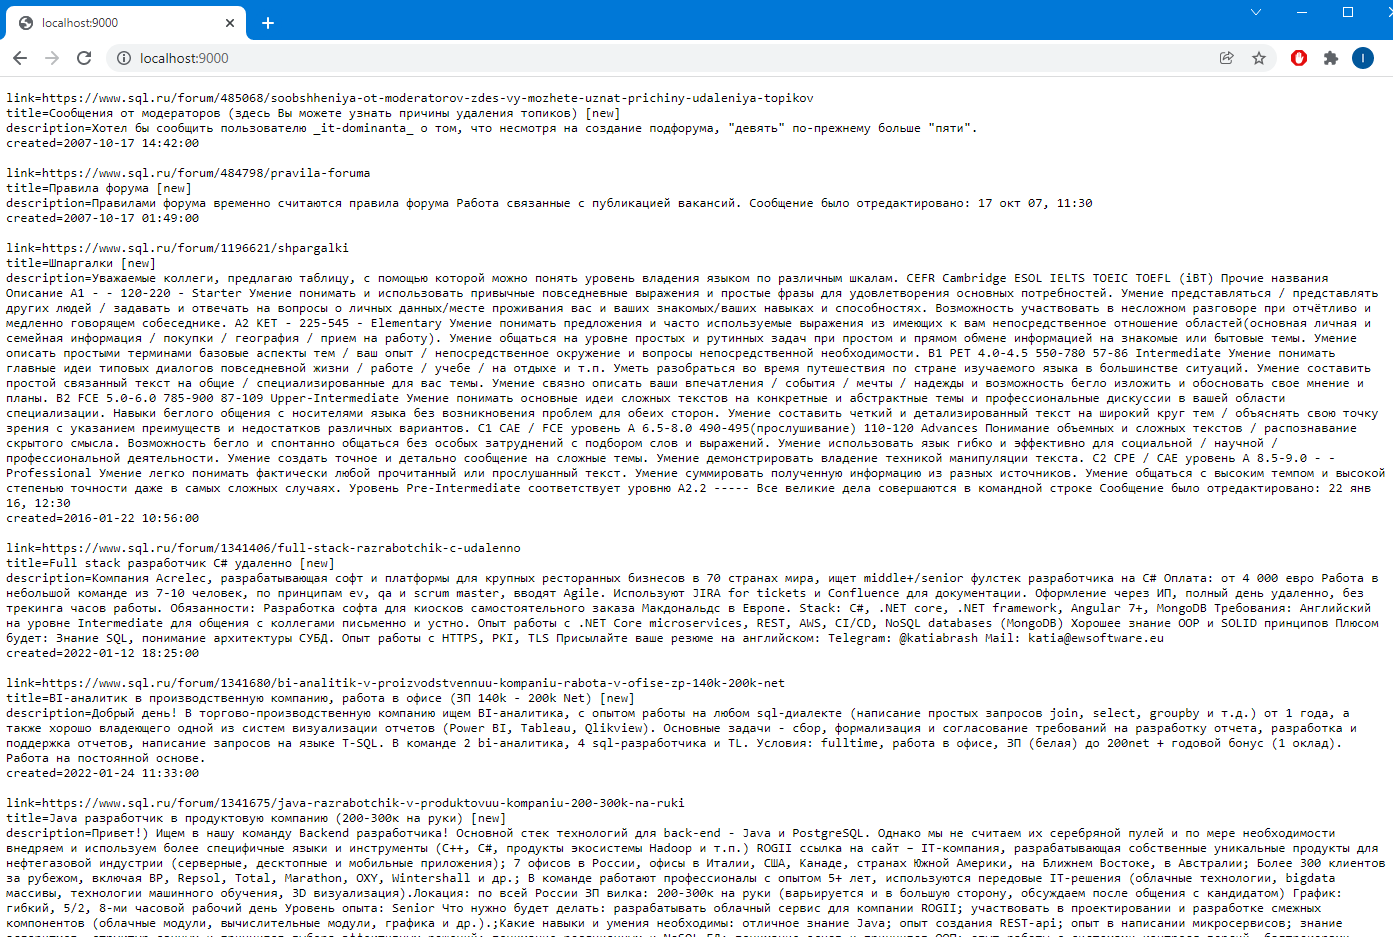 localhost:9000
localhost:9000
I
link=https://www.sql.ru/forum/485068/soobshheniya-ot-moderatorov-zdes-vy-mozhete-uznat-prichiny-udaleniya-topikov
title=Сообщения от модераторов (здесь Вы можете узнать причины удаления топиков) [new]
description=Хотел бы сообщить пользователю _it-dominanta_ о том, что несмотря на создание подфорума, "девять" по-прежнему больше "пяти".
created=2007-10-17 14:42:00
link=https://www.sql.ru/forum/484798/pravila-foruma
title=Правила форума [new]
description=Правилами форума временно считаются правила форума Работа связанные с публикацией вакансий. Сообщение было отредактировано: 17 окт 07, 11:30
created=2007-10-17 01:49:00
link=https://www.sql.ru/forum/1196621/shpargalki
title=Шпаргалки [new]
description=Уважаемые коллеги, предлагаю таблицу, с помощью которой можно понять уровень владения языком по различным шкалам. CEFR Cambridge ESOL IELTS TOEIC TOEFL (iBT) Прочие названия
Описание A1 - - 120-220 - Starter Умение понимать и использовать привычные повседневные выражения и простые фразы для удовлетворения основных потребностей. Умение представляться / представлять
других людей / задавать и отвечать на вопросы о личных данных/месте проживания вас и ваших знакомых/ваших навыках и способностях. Возможность участвовать в несложном разговоре при отчётливо и
медленно говорящем собеседнике. A2 KET - 225-545 - Elementary Умение понимать предложения и часто используемые выражения из имеющих к вам непосредственное отношение областей(основная личная и
семейная информация / покупки / география / прием на работу). Умение общаться на уровне простых и рутинных задач при простом и прямом обмене информацией на знакомые или бытовые темы. Умение
описать простыми терминами базовые аспекты тем / ваш опыт / непосредственное окружение и вопросы непосредственной необходимости. B1 PET 4.0-4.5 550-780 57-86 Intermediate Умение понимать
главные идеи типовых диалогов повседневной жизни / работе / учебе / на отдыхе и т.п. Уметь разобраться во время путешествия по стране изучаемого языка в большинстве ситуаций. Умение составить
простой связанный текст на общие / специализированные для вас темы. Умение связно описать ваши впечатления / события / мечты / надежды и возможность бегло изложить и обосновать свое мнение и
планы. B2 FCE 5.0-6.0 785-900 87-109 Upper-Intermediate Умение понимать основные идеи сложных текстов на конкретные и абстрактные темы и профессиональные дискуссии в вашей области
специализации. Навыки беглого общения с носителями языка без возникновения проблем для обеих сторон. Умение составить четкий и детализированный текст на широкий круг тем / объяснять свою точку
зрения с указанием преимуществ и недостатков различных вариантов. C1 CAE / FCE уровень A 6.5-8.0 490-495(прослушивание) 110-120 Advances Понимание объемных и сложных текстов / распознавание
скрытого смысла. Возможность бегло и спонтанно общаться без особых затруднений с подбором слов и выражений. Умение использовать язык гибко и эффективно для социальной / научной /
профессиональной деятельности. Умение создать точное и детально сообщение на сложные темы. Умение демонстрировать владение техникой манипуляции текста. C2 CPE / CAE уровень A 8.5-9.0 - -
Professional Умение легко понимать фактически любой прочитанный или прослушанный текст. Умение суммировать полученную информацию из разных источников. Умение общаться с высоким темпом и высокой
степенью точности даже в самых сложных случаях. Уровень Pre-Intermediate соответствует уровню A2.2 ----- Все великие дела совершаются в командной строке Сообщение было отредактировано: 22 янв
16, 12:30
created=2016-01-22 10:56:00
link=https://www.sql.ru/forum/1341406/full-stack-razrabotchik-c-udalenno
title=Full stack разработчик C# удаленно [new]
description=Компания Acrelec, разрабатывающая софт и платформы для крупных ресторанных бизнесов в 70 странах мира, ищет middle+/senior фулстек разработчика на C# Оплата: от 4 000 евро Работа в
небольшой команде из 7-10 человек, по принципам ev, qa и scrum master, вводят Agile. Используют JIRA for tickets и Confluence для документации. Оформление через ИП, полный день удаленно, без
трекинга часов работы. Обязанности: Разработка софта для киосков самостоятельного заказа Макдональдс в Европе. Stack: C#, .NET core, .NET framework, Angular 7+, MongoDB Требования: Английский
на уровне Intermediate для общения с коллегами письменно и устно. Опыт работы с .NET Core microservices, REST, AWS, CI/CD, NoSQL databases (MongoDB) Хорошее знание OOP и SOLID принципов Плюсом
будет: Знание SQL, понимание архитектуры СУБД. Опыт работы с HTTPS, PKI, TLS Присылайте ваше резюме на английском: Telegram: @katiabrash Mail: katia@ewsoftware.eu
created=2022-01-12 18:25:00
link=https://www.sql.ru/forum/1341680/bi-analitik-v-proizvodstvennuu-kompaniu-rabota-v-ofise-zp-140k-200k-net
title=BI-аналитик в производственную компанию, работа в офисе (ЗП 140k - 200k Net) [new]
description=Добрый день! В торгово-производственную компанию ищем BI-аналитика, с опытом работы на любом sql-диалекте (написание простых запросов join, select, groupby и т.д.) от 1 года, а
также хорошо владеющего одной из систем визуализации отчетов (Power BI, Tableau, Qlikview). Основные задачи - сбор, формализация и согласование требований на разработку отчета, разработка и
поддержка отчетов, написание запросов на языке T-SQL. В команде 2 bi-аналитика, 4 sql-разработчика и TL. Условия: fulltime, работа в офисе, ЗП (белая) до 200net + годовой бонус (1 оклад).
Работа на постоянной основе.
created=2022-01-24 11:33:00
link=https://www.sql.ru/forum/1341675/java-razrabotchik-v-produktovuu-kompaniu-200-300k-na-ruki
title=Java разработчик в продуктовую компанию (200-300к на руки) [new]
description=Привет!) Ищем в нашу команду Backend разработчика! Основной стек технологий для back-end - Java и PostgreSQL. Однако мы не считаем их серебряной пулей и по мере необходимости
внедряем и используем более специфичные языки и инструменты (C++, C#, продукты экосистемы Hadoop и т.п.) ROGII ссылка на сайт – IT-компания, разрабатывающая собственные уникальные продукты для
нефтегазовой индустрии (серверные, десктопные и мобильные приложения); 7 офисов в России, офисы в Италии, США, Канаде, странах Южной Америки, на Ближнем Востоке, в Австралии; Более 300 клиентов
за рубежом, включая BP, Repsol, Total, Marathon, OXY, Wintershall и др.; В команде работают профессионалы с опытом 5+ лет, используются передовые IT-решения (облачные технологии, bigdata
массивы, технологии машинного обучения, 3D визуализация).Локация: по всей России ЗП вилка: 200-300к на руки (варьируется и в большую сторону, обсуждаем после общения с кандидатом) График:
гибкий, 5/2, 8-ми часовой рабочий день Уровень опыта: Senior Что нужно будет делать: разрабатывать облачный сервис для компании ROGII; участвовать в проектировании и разработке смежных
компонентов (облачные модули, вычислительные модули, графика и др.).;Какие навыки и умения необходимы: отличное знание Java; опыт создания REST-api; опыт в написании микросервисов; знание